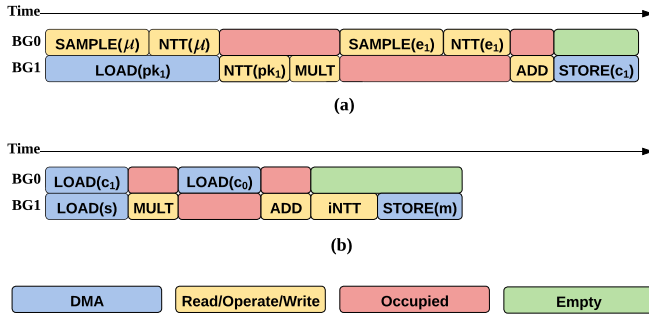 Time
BG0 SAMPLE(μ) NTT(μ) SAMPLE(e₁) NTT(e₁)
BG1 LOAD(pk₁) NTT(pk₁) MULT ADD STORE(c₁)
(a)
Time
BG0 LOAD(c₁) LOAD(c₀)
BG1 LOAD(s) MULT ADD iNTT STORE(m)
(b)
DMA Read/Operate/Write Occupied Empty